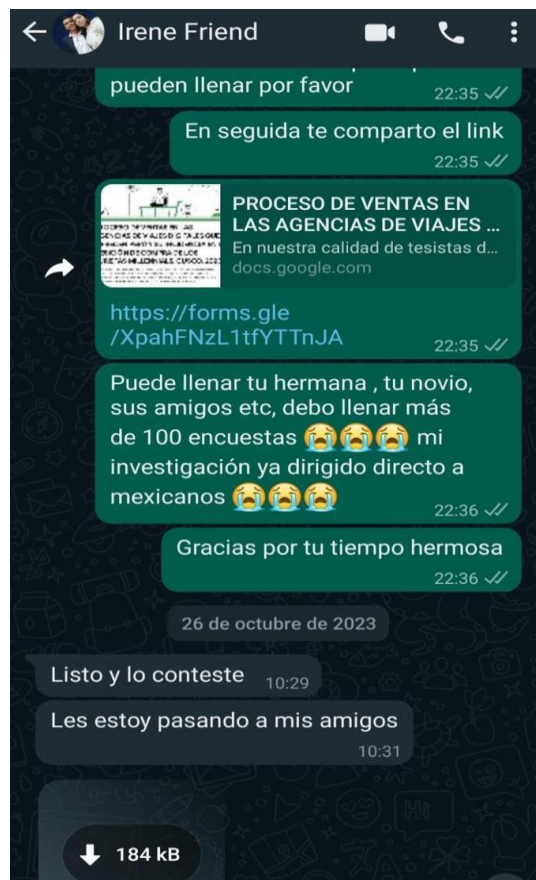 Irene Friend
pueden llenar por favor
22:35
En seguida te comparto el link
22:35
PROCESO DE VENTAS EN
LAS AGENCIAS DE VIAJES ...
En nuestra calidad de tesistas d...
docs.google.com
https://forms.gle
/XpahFNzL1tfYTTnJA
22:35
Puede llenar tu hermana , tu novio,
sus amigos etc, debo llenar más
de 100 encuestas 😭😭😭 mi
investigación ya dirigido directo a
mexicanos 😭😭😭
22:36
Gracias por tu tiempo hermosa
22:36
26 de octubre de 2023
Listo y lo conteste
10:29
Les estoy pasando a mis amigos
10:31
184 kB